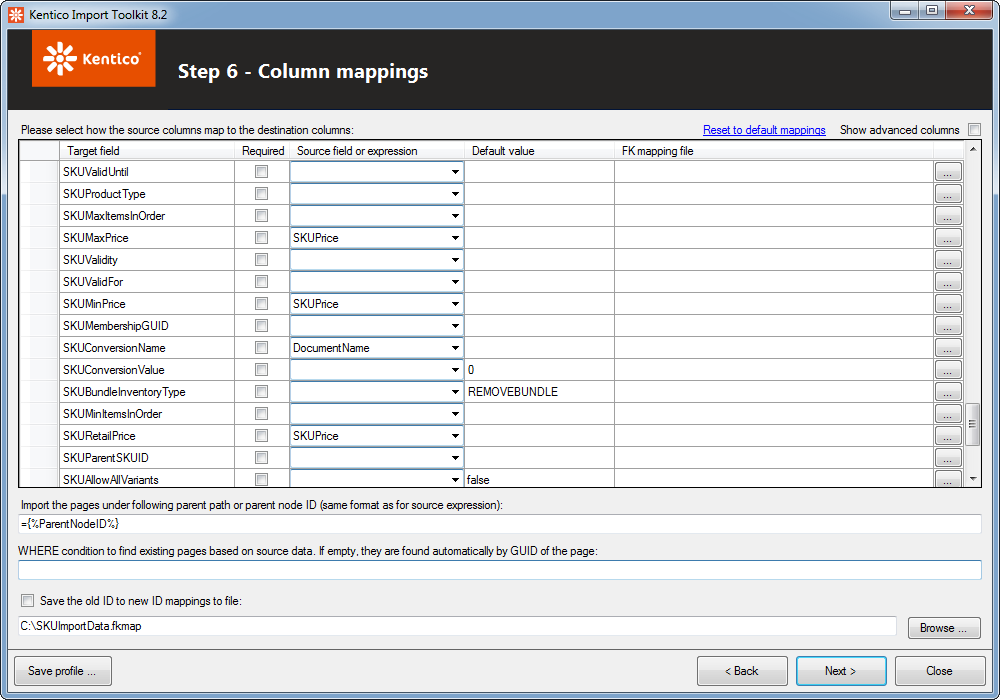 Kentico Import Toolkit 8.2
Kentico
Step 6 - Column mappings
Please select how the source columns map to the destination columns: Reset to default mappings Show advanced columns
Target field Required Source field or expression Default value FK mapping file
SKUValidUntil ...
SKUProductType ...
SKUMaxItemsInOrder ...
SKUMaxPrice SKUPrice ...
SKUValidity ...
SKUValidFor ...
SKUMinPrice SKUPrice ...
SKUMembershipGUID ...
SKUConversionName DocumentName ...
SKUConversionValue 0 ...
SKUBundleInventoryType REMOVEBUNDLE ...
SKUMinItemsInOrder ...
SKURetailPrice SKUPrice ...
SKUParentSKUID ...
SKUAllowAllVariants false ...
Import the pages under following parent path or parent node ID (same format as for source expression):
={%ParentNodeID%}
WHERE condition to find existing pages based on source data. If empty, they are found automatically by GUID of the page:
Save the old ID to new ID mappings to file:
C:\SKUImportData.fkmap Browse ...
Save profile ... < Back Next > Close